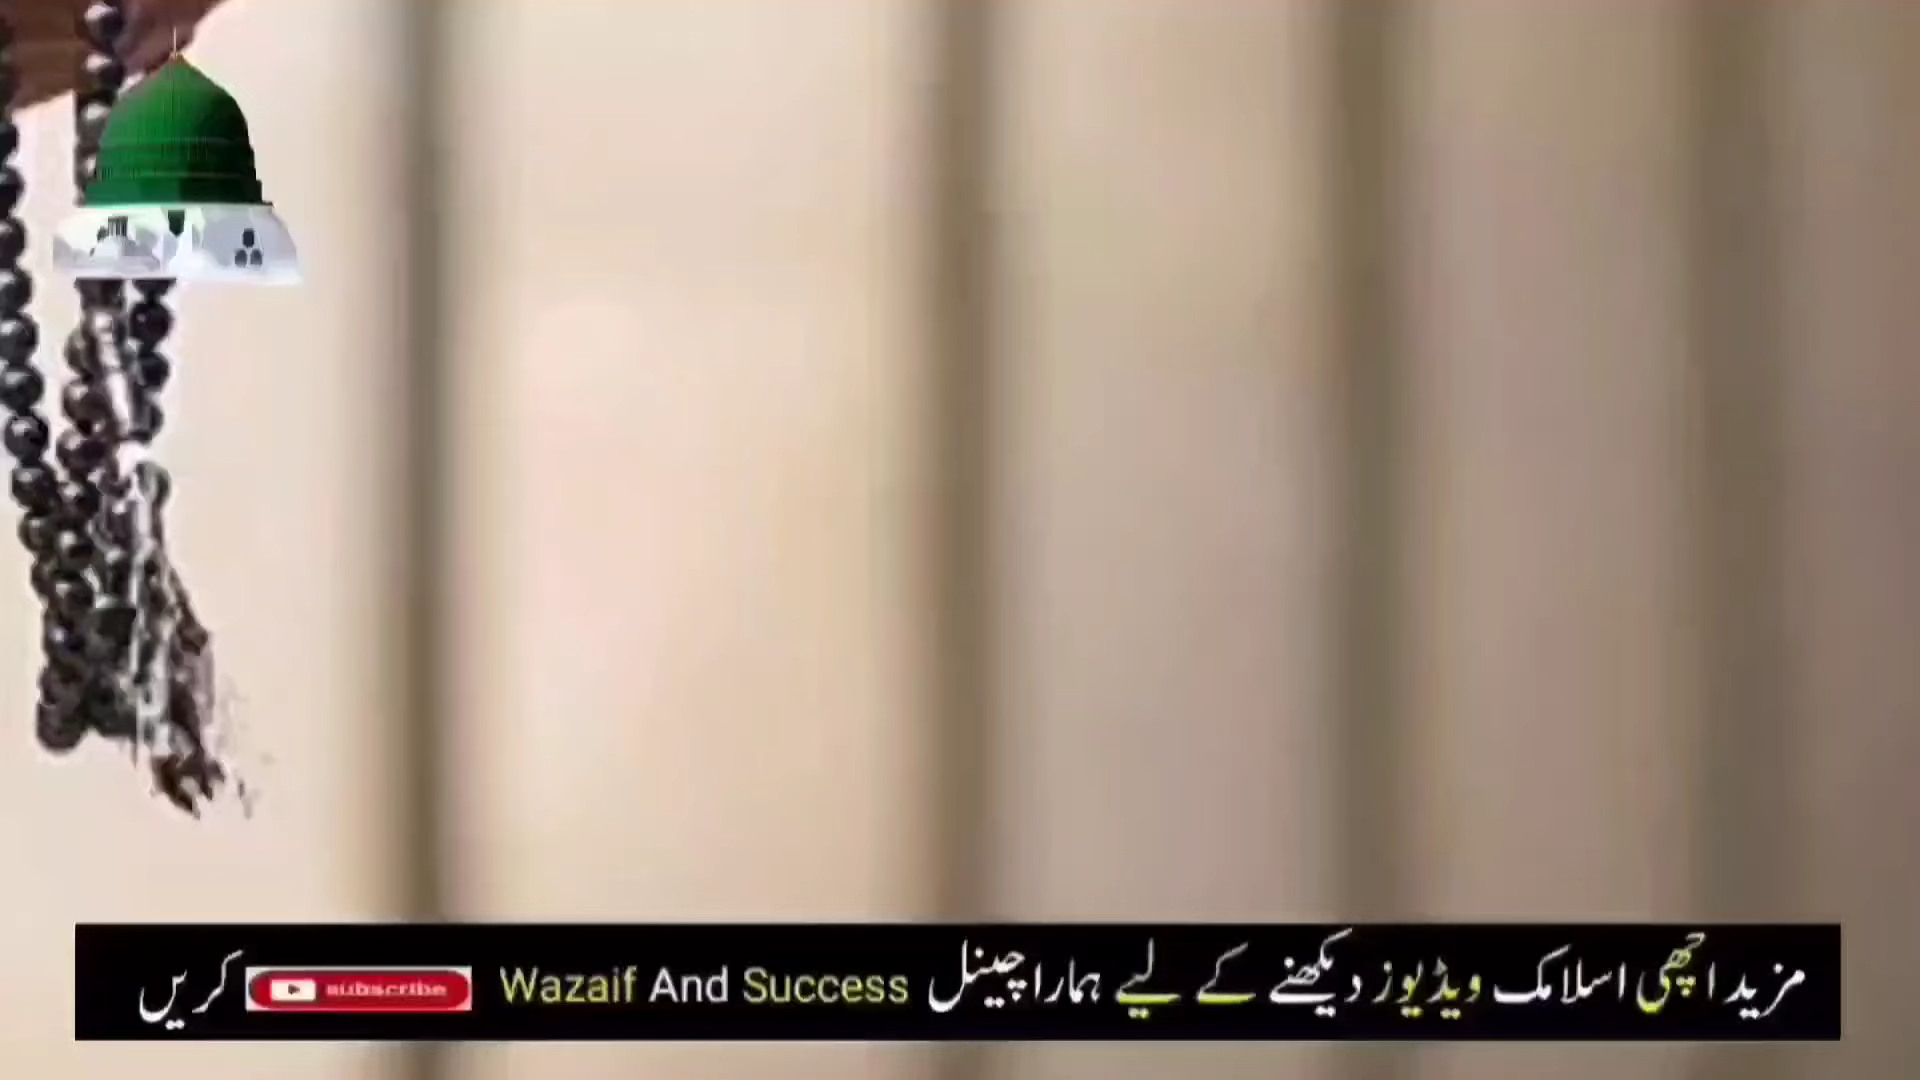 مزید اچھی اسلامک ویڈیوز دیکھنے کے لیے ہمارا چینل Wazaif And Success subscribe کریں